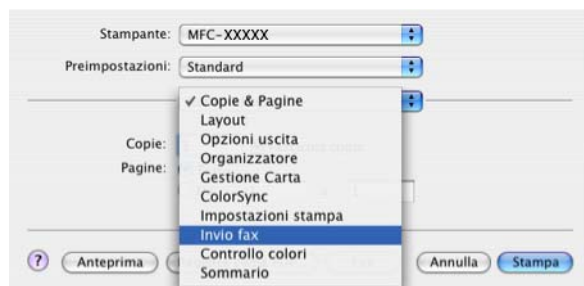 Stampante: MFC-XXXXX
Preimpostazioni: Standard
✓ Copie & Pagine
Layout
Opzioni uscita
Copie:
Organizzatore
Pagine:
Gestione Carta
ColorSync
1
Impostazioni stampa
Invio fax
Controllo colori
Sommario
? Anteprima Annulla Stampa